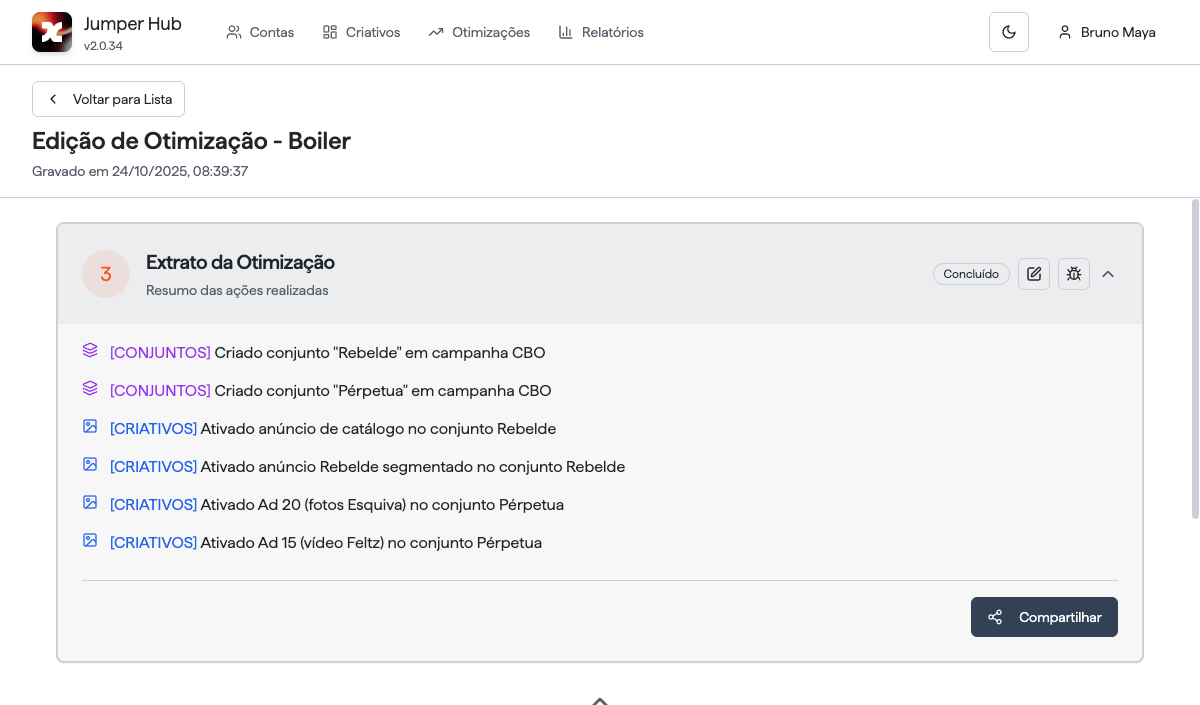 Jumper Hub
v2.0.34
Contas
Criativos
Otimizações
Relatórios
Bruno Maya
Voltar para Lista
Edição de Otimização - Boiler
Gravado em 24/10/2025, 08:39:37
3
Extrato da Otimização
Resumo das ações realizadas
Concluído
[CONJUNTOS] Criado conjunto "Rebelde" em campanha CBO
[CONJUNTOS] Criado conjunto "Pérpetua" em campanha CBO
[CRIATIVOS] Ativado anúncio de catálogo no conjunto Rebelde
[CRIATIVOS] Ativado anúncio Rebelde segmentado no conjunto Rebelde
[CRIATIVOS] Ativado Ad 20 (fotos Esquiva) no conjunto Pérpetua
[CRIATIVOS] Ativado Ad 15 (vídeo Feltz) no conjunto Pérpetua
Compartilhar